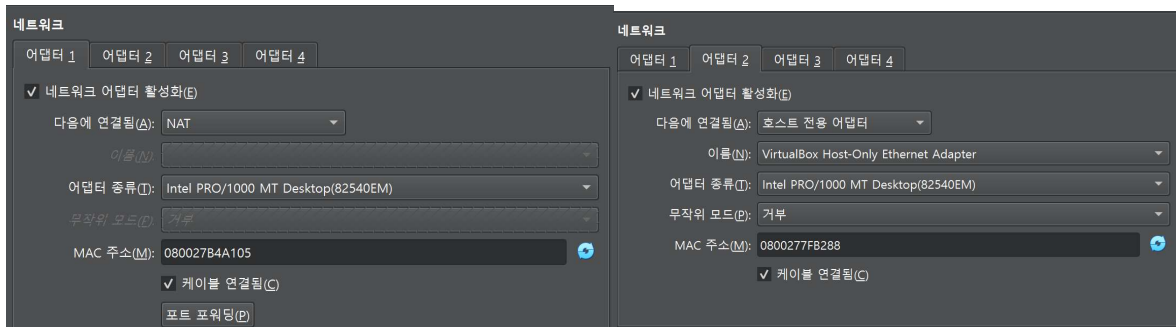 네트워크
어댑터 1 어댑터 2 어댑터 3 어댑터 4
네트워크 어댑터 활성화(E)
다음에 연결됨(A): NAT
이름(N):
어댑터 종류(T): Intel PRO/1000 MT Desktop(82540EM)
무작위 모드(P): 거부
MAC 주소(M): 080027B4A105
케이블 연결됨(C)
포트 포워딩(P)
네트워크
어댑터 1 어댑터 2 어댑터 3 어댑터 4
네트워크 어댑터 활성화(E)
다음에 연결됨(A): 호스트 전용 어댑터
이름(N): VirtualBox Host-Only Ethernet Adapter
어댑터 종류(T): Intel PRO/1000 MT Desktop(82540EM)
무작위 모드(P): 거부
MAC 주소(M): 0800277FB288
케이블 연결됨(C)